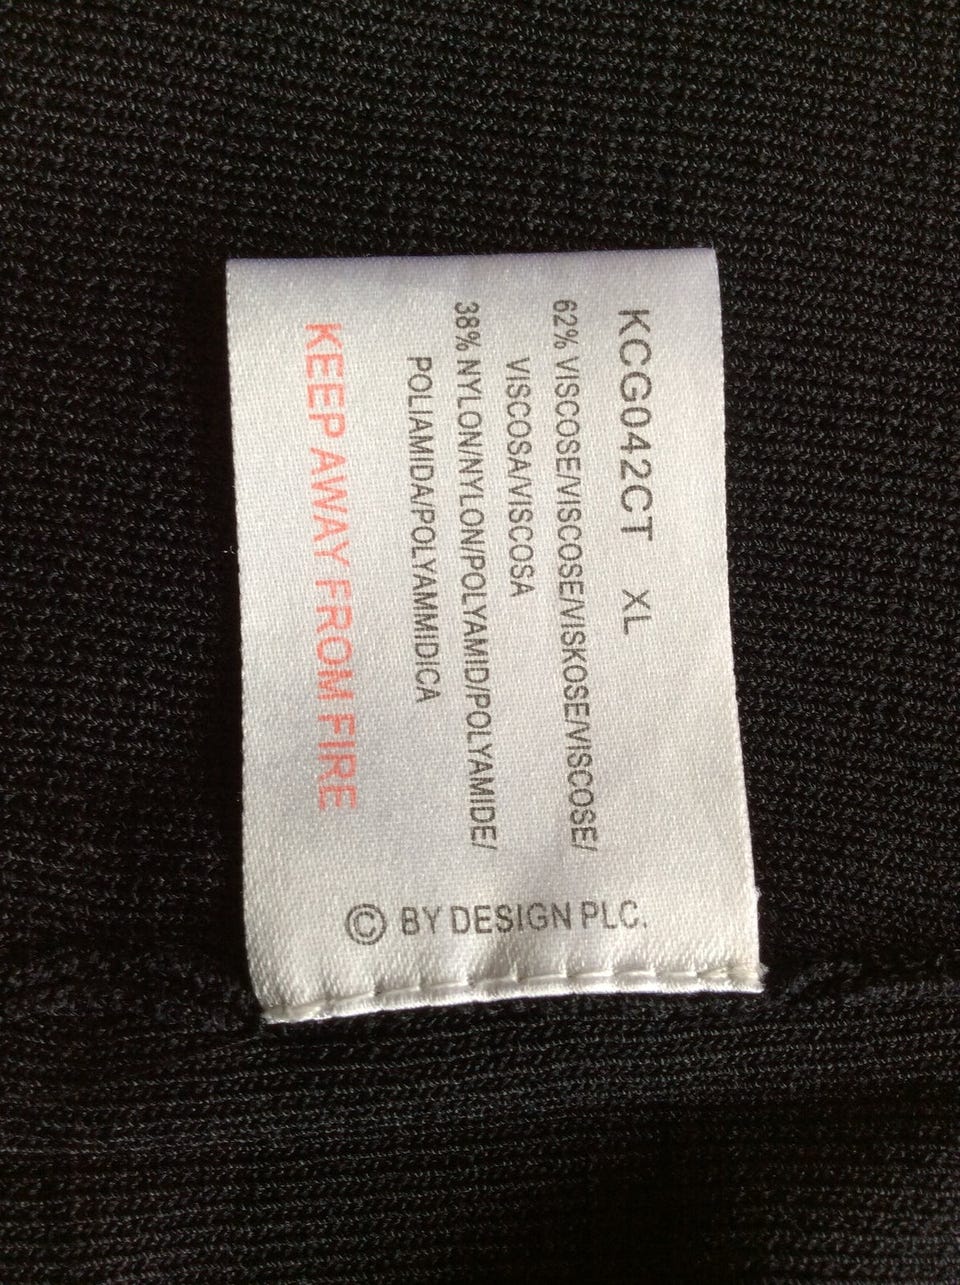 KCG042CT XL
62% VISCOSE/VISCOSE/VISKOSE/VISCOSE/
VISCOSA/VISCOSA
38% NYLON/NYLON/POLYAMID/POLYAMIDE/
POLIAMIDA/POLYAMMIDICA
KEEP AWAY FROM FIRE
© BY DESIGN PLC.